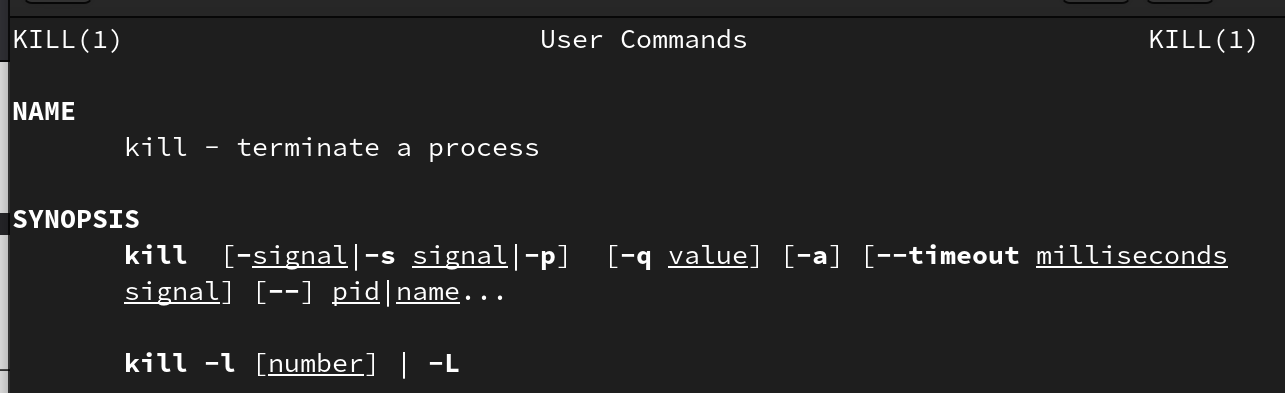 KILL(1) User Commands KILL(1)
NAME
kill - terminate a process
SYNOPSIS
kill [-signal|-s signal|-p] [-q value] [-a] [--timeout milliseconds
signal] [--] pid|name...
kill -l [number] | -L